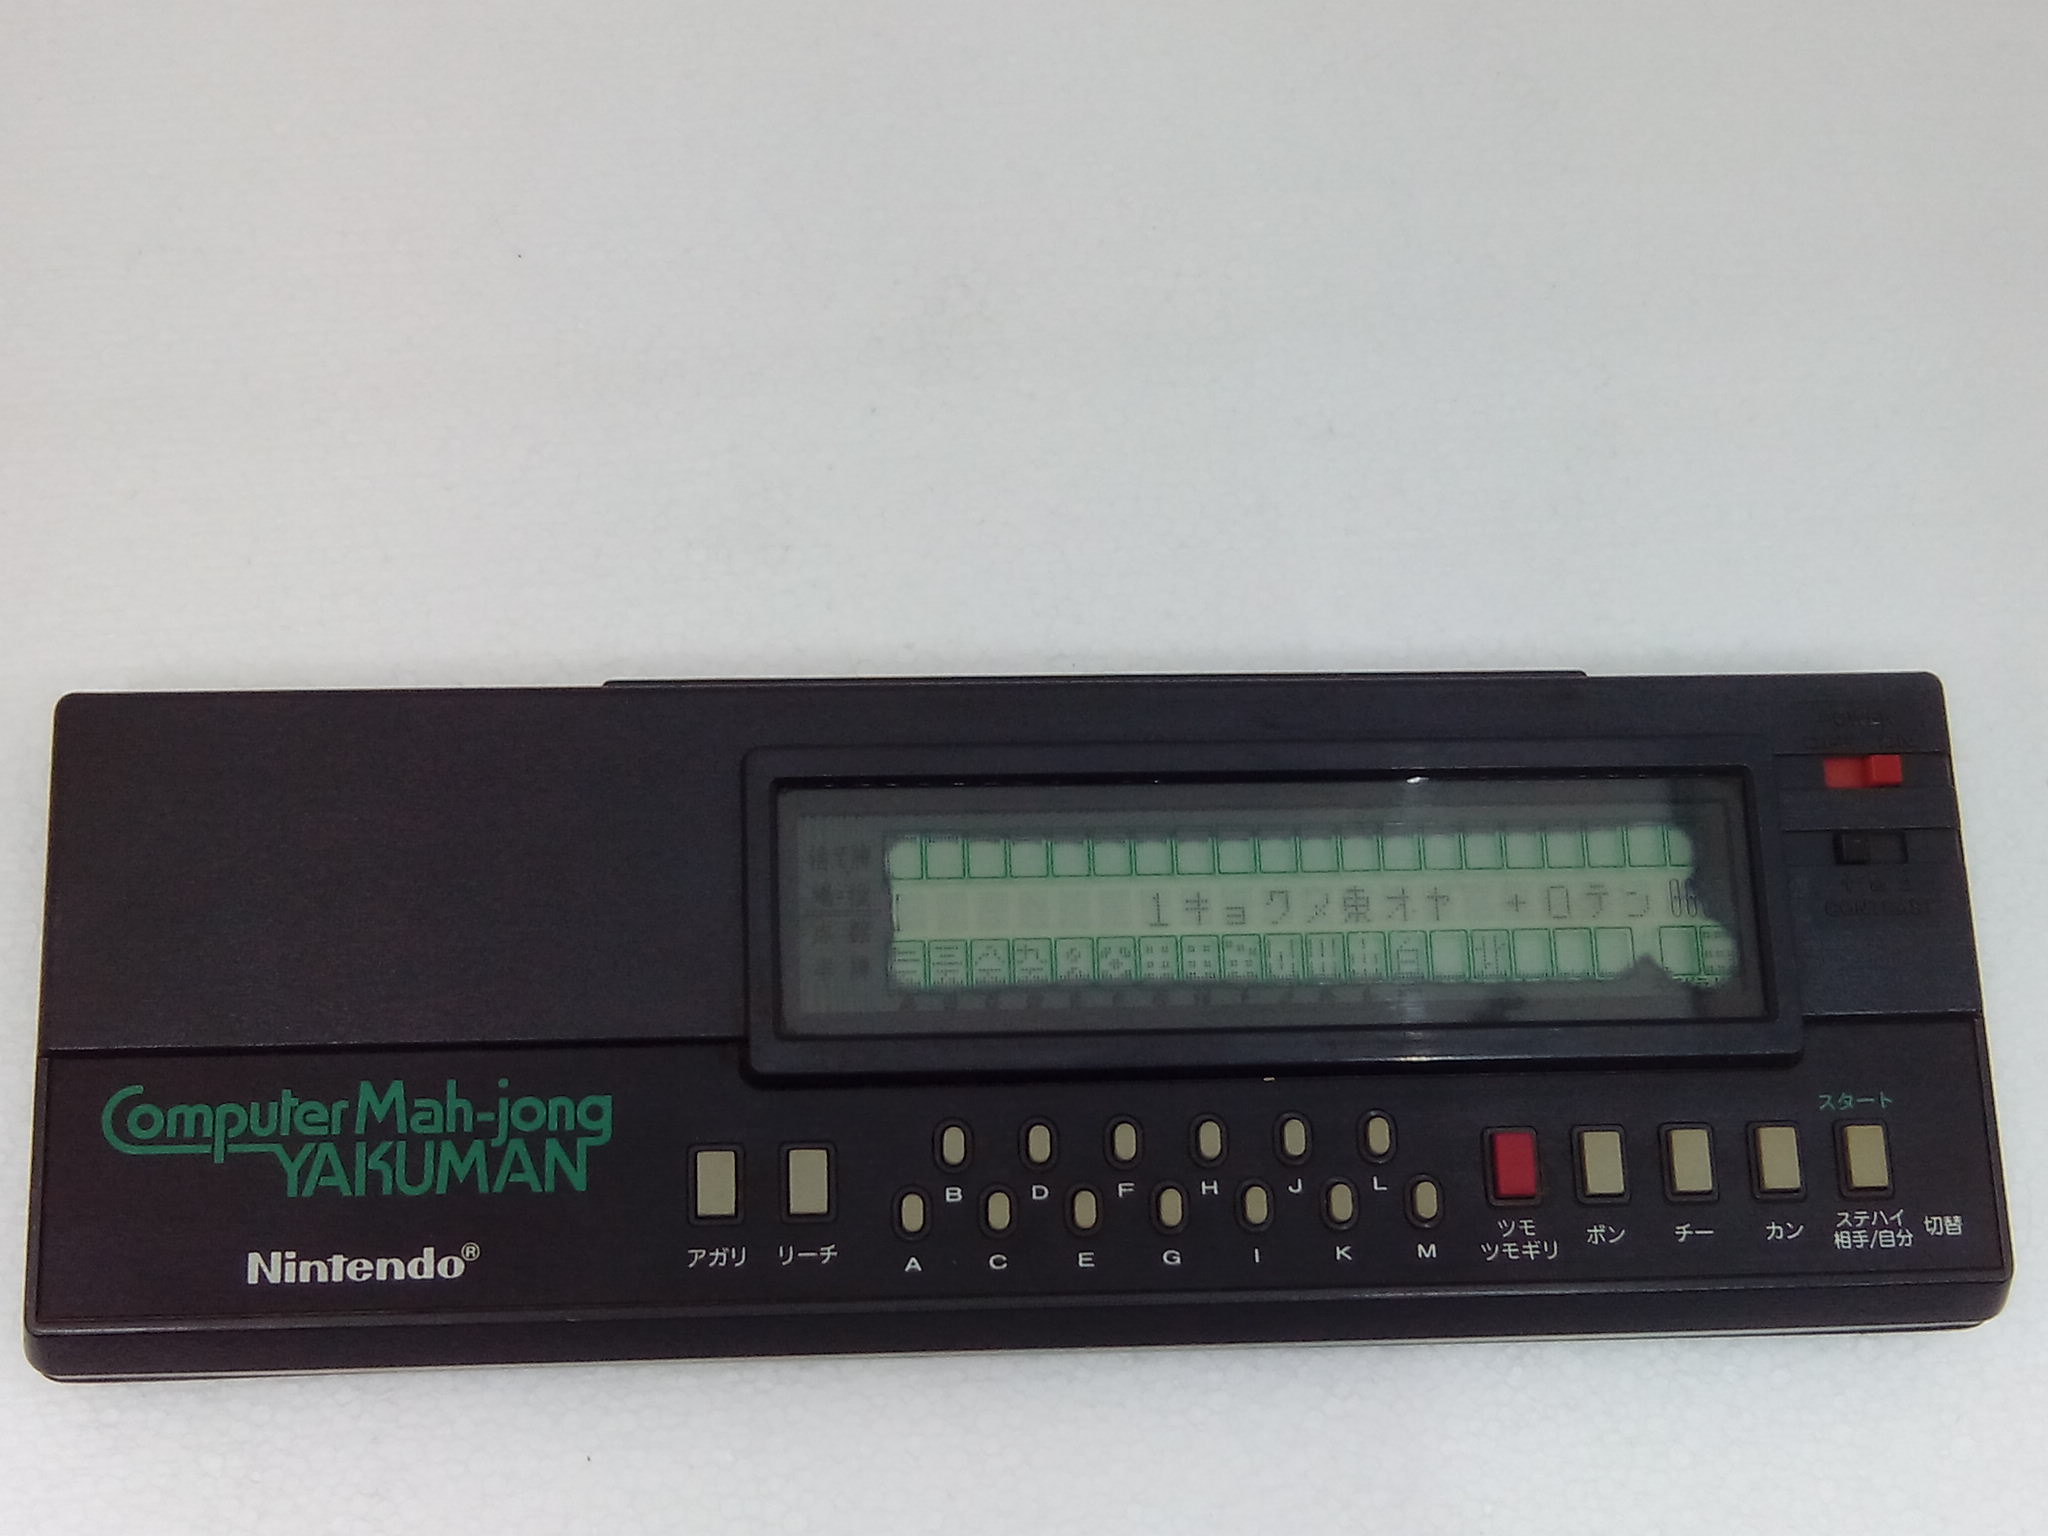 1キョクメ東オヤ +0テン
Computer Mah-jong
YAKUMAN
Nintendo®
アガリ
リーチ
B D F H J L
A C E G I K M
ツモ
ツモギリ
ポン
チー
カン
スタート
ステハイ
相手/自分 切替
CONTRAST